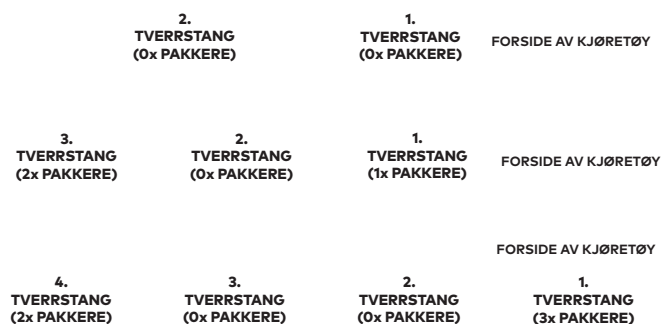 2.
TVERRSTANG
(0x PAKKERE)
1.
TVERRSTANG
(0x PAKKERE)
FORSIDE AV KJØRETØY
3.
TVERRSTANG
(2x PAKKERE)
2.
TVERRSTANG
(0x PAKKERE)
1.
TVERRSTANG
(1x PAKKERE)
FORSIDE AV KJØRETØY
FORSIDE AV KJØRETØY
4.
TVERRSTANG
(2x PAKKERE)
3.
TVERRSTANG
(0x PAKKERE)
2.
TVERRSTANG
(0x PAKKERE)
1.
TVERRSTANG
(3x PAKKERE)